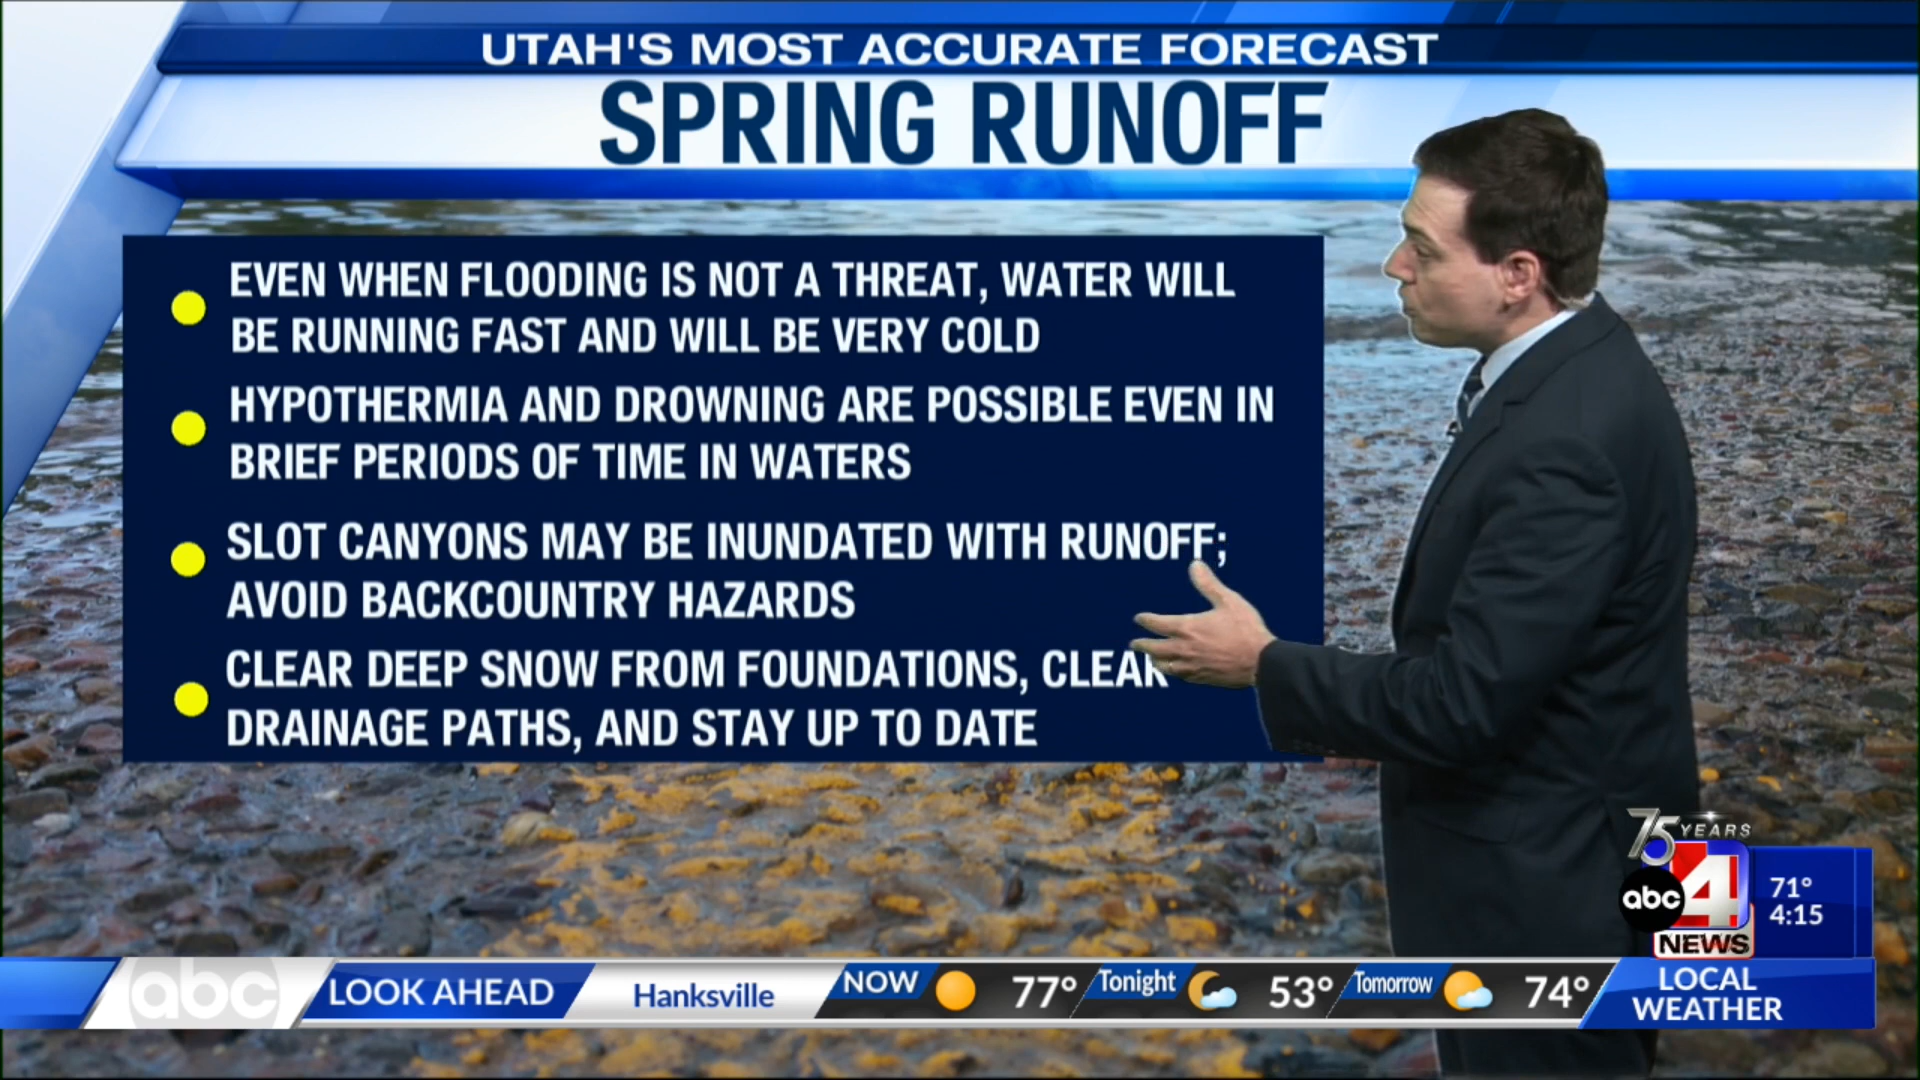 UTAH'S MOST ACCURATE FORECAST
SPRING RUNOFF
EVEN WHEN FLOODING IS NOT A THREAT, WATER WILL
BE RUNNING FAST AND WILL BE VERY COLD
HYPOTHERMIA AND DROWNING ARE POSSIBLE EVEN IN
BRIEF PERIODS OF TIME IN WATERS
SLOT CANYONS MAY BE INUNDATED WITH RUNOFF;
AVOID BACKCOUNTRY HAZARDS
CLEAR DEEP SNOW FROM FOUNDATIONS, CLEAR
DRAINAGE PATHS, AND STAY UP TO DATE
75 YEARS
abc 4
NEWS
71°
4:15
abc
LOOK AHEAD
Hanksville
NOW 77°
Tonight 53°
Tomorrow 74°
LOCAL
WEATHER